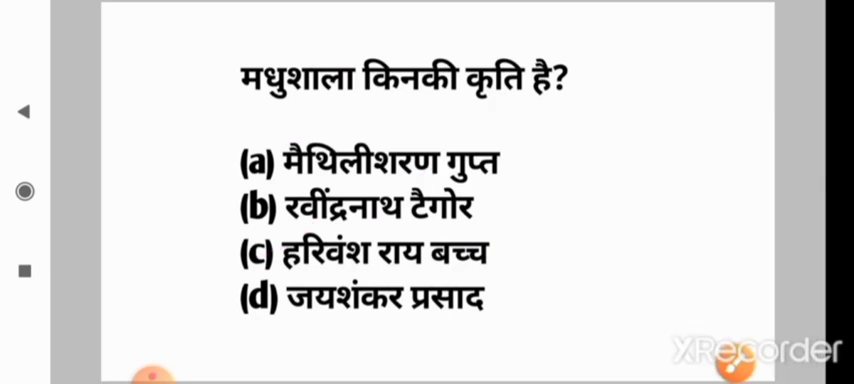 मधुशाला किनकी कृति है?
(a) मैथिलीशरण गुप्त
(b) रवींद्रनाथ टैगोर
(c) हरिवंश राय बच्च
(d) जयशंकर प्रसाद
XRecorder